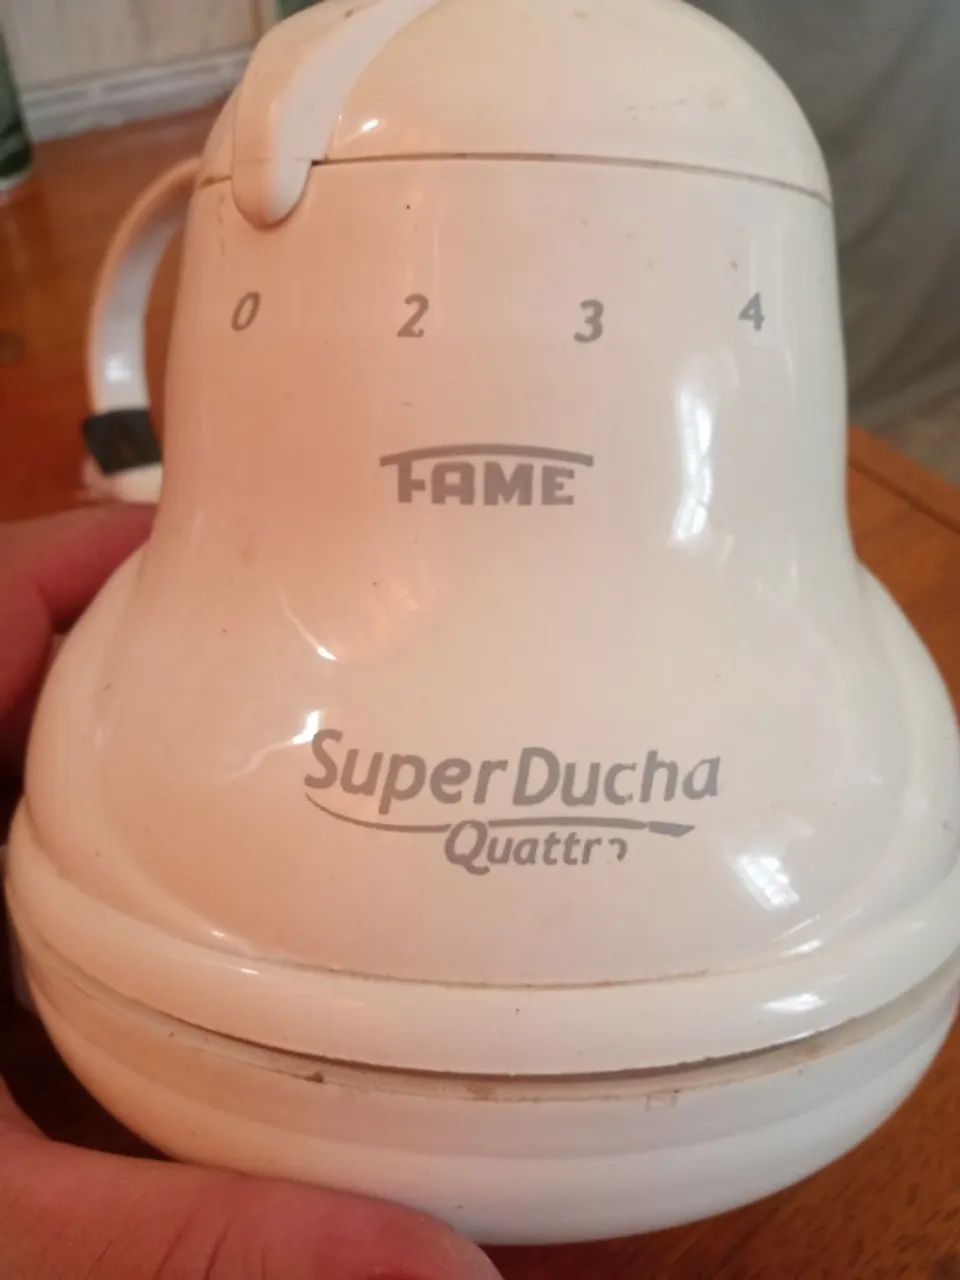 0 2 3 4
FAME
SuperDucha
Quattro